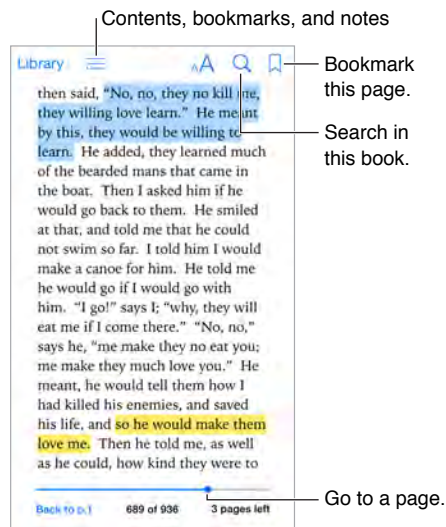 Contents, bookmarks, and notes
Library
AA
Bookmark
this page.
Search in
this book.
then said, “No, no, they no kill me,
they willing love learn.”  He meant
by this, they would be willing to
learn.  He added, they learned much
of the bearded mans that came in
the boat.  Then I asked him if he
would go back to them.  He smiled
at that, and told me that he could
not swim so far.  I told him I would
make a canoe for him.  He told me
he would go if I would go with
him.  “I go!” says I; “why, they will
eat me if I come there.”  “No, no,”
says he, “me make they no eat you;
me make they much love you.”  He
meant, he would tell them how I
had killed his enemies, and saved
his life, and so he would make them
love me.  Then he told me, as well
as he could, how kind they were to
Back to p.1
689 of 936
3 pages left
Go to a page.